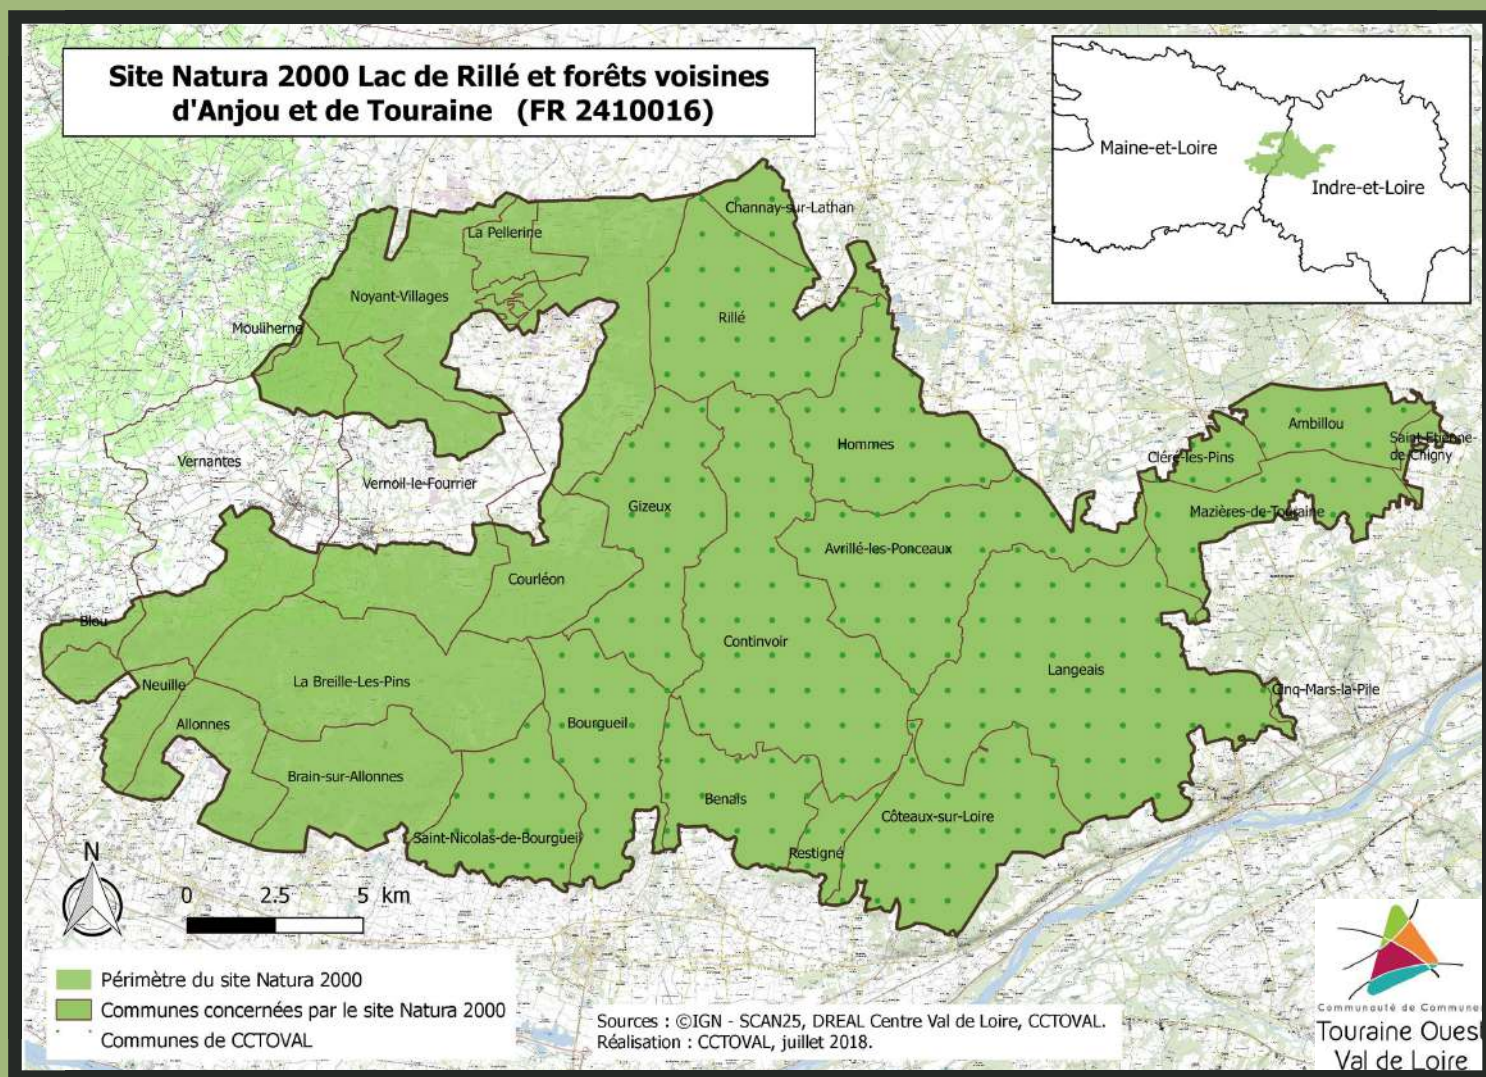 Site Natura 2000 Lac de Rillé et forêts voisines
d'Anjou et de Touraine (FR 2410016)
Maine-et-Loire
Indre-et-Loire
Channay-sur-Lathan
La Pellerine
Noyant-Villages
Rillé
Mouliherne
Ambillou
Hommes
Saint-Etienne-
de-Chigny
Cléré-les-Pins
Vernantes
Vernoil-le-Fourrier
Gizeux
Mazières-de-Touraine
Avrillé-les-Ponceaux
Courléon
Blou
Continvoir
Langeais
Neuille
La Breille-Les-Pins
Cinq-Mars-la-Pile
Allonnes
Bourgueil
Brain-sur-Allonnes
Benais
Côteaux-sur-Loire
Saint-Nicolas-de-Bourgueil
Restigné
N
0 2.5 5 km
Périmètre du site Natura 2000
Communes concernées par le site Natura 2000
Communes de CCTOVAL
Sources : ©IGN - SCAN25, DREAL Centre Val de Loire, CCTOVAL.
Réalisation : CCTOVAL, juillet 2018.
Communauté de Communes
Touraine Ouest
Val de Loire